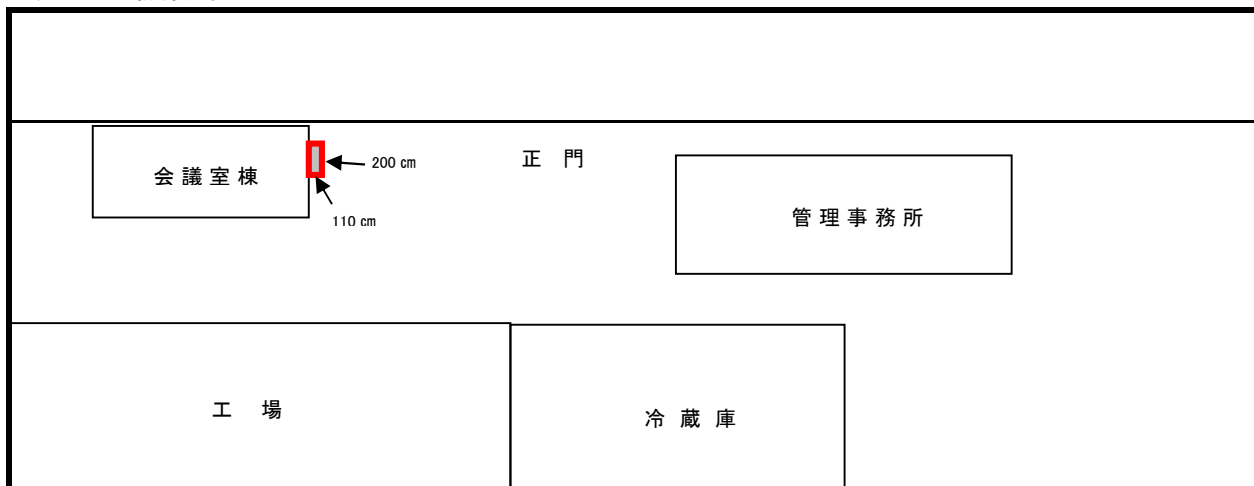 200 ㎝
正 門
会 議 室 棟
管 理 事 務 所
110 ㎝
工 場
冷 蔵 庫